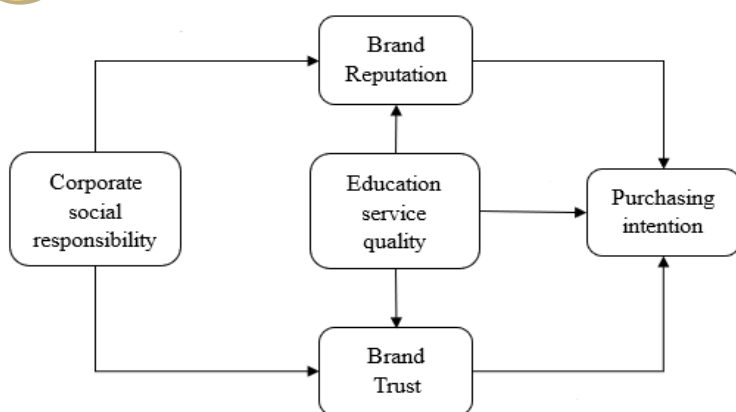 Brand
Reputation
Corporate
social
responsibility
Education
service
quality
Purchasing
intention
Brand
Trust